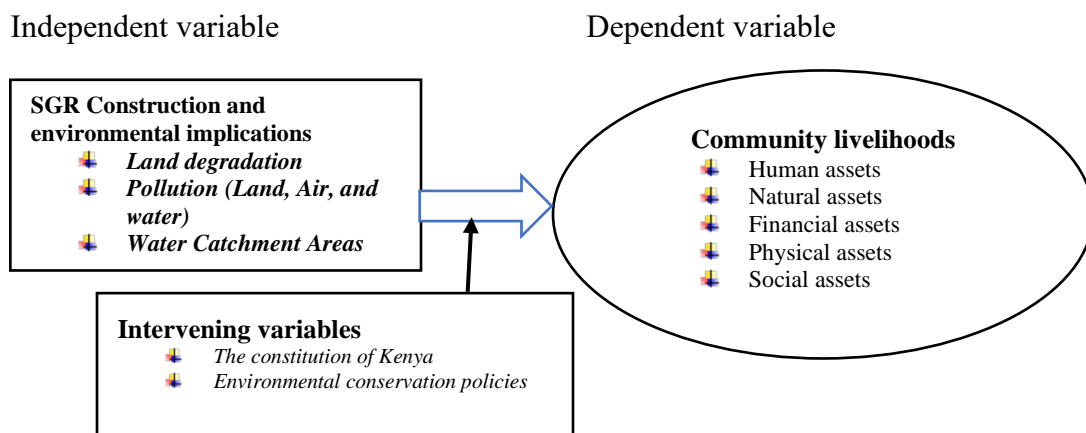 Independent variable
Dependent variable
SGR Construction and
environmental implications
Land degradation
Pollution (Land, Air, and
water)
Water Catchment Areas
Community livelihoods
Human assets
Natural assets
Financial assets
Physical assets
Social assets
Intervening variables
The constitution of Kenya
Environmental conservation policies